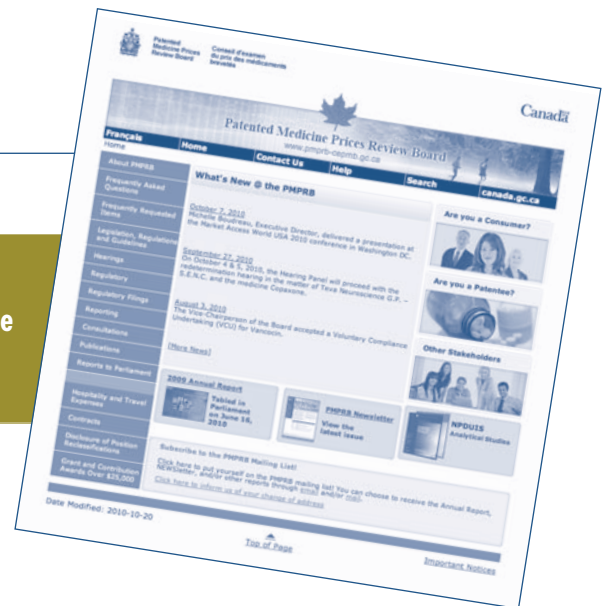 e
Patented
Medicine Prices
Review Board
Conseil d'examen
du prix des médicaments
brevetés
Canada
Patented Medicine Prices Review Board
www.pmprb-cepmb.gc.ca
Français
Home
Contact Us
Help
Search
canada.gc.ca
Home
About PMPRB
Frequently Asked
Questions
Frequently Requested
Items
Legislation, Regulations
and Guidelines
Hearings
Regulatory
Regulatory Filings
Reporting
Consultations
Publications
Reports to Parliament
Hospitality and Travel
Expenses
Contracts
Disclosure of Position
Reclassifications
Grant and Contribution
Awards Over $25,000
What's New @ the PMPRB
October 7, 2010
Michelle Boudreau, Executive Director, delivered a presentation at
the Market Access World USA 2010 conference in Washington DC.
September 27, 2010
On October 4 & 5, 2010, the Hearing Panel will proceed with the
redetermination hearing in the matter of Teva Neuroscience G.P. –
S.E.N.C. and the medicine Copaxone.
August 3, 2010
The Vice-Chairperson of the Board accepted a Voluntary Compliance
Undertaking (VCU) for Vancocin.
[More News]
Are you a Consumer?
Are you a Patentee?
Other Stakeholders
2009 Annual Report
Tabled in
Parliament
on June 16,
2010
PMPRB Newsletter
View the
latest issue
NPDUIS
Analytical Studies
Subscribe to the PMPRB Mailing List!
Click here to put yourself on the PMPRB mailing list! You can choose to receive the Annual Report,
NEWSletter, and/or other reports through email and/or mail.
Click here to inform us of your change of address
Date Modified: 2010-10-20
Top of Page
Important Notices